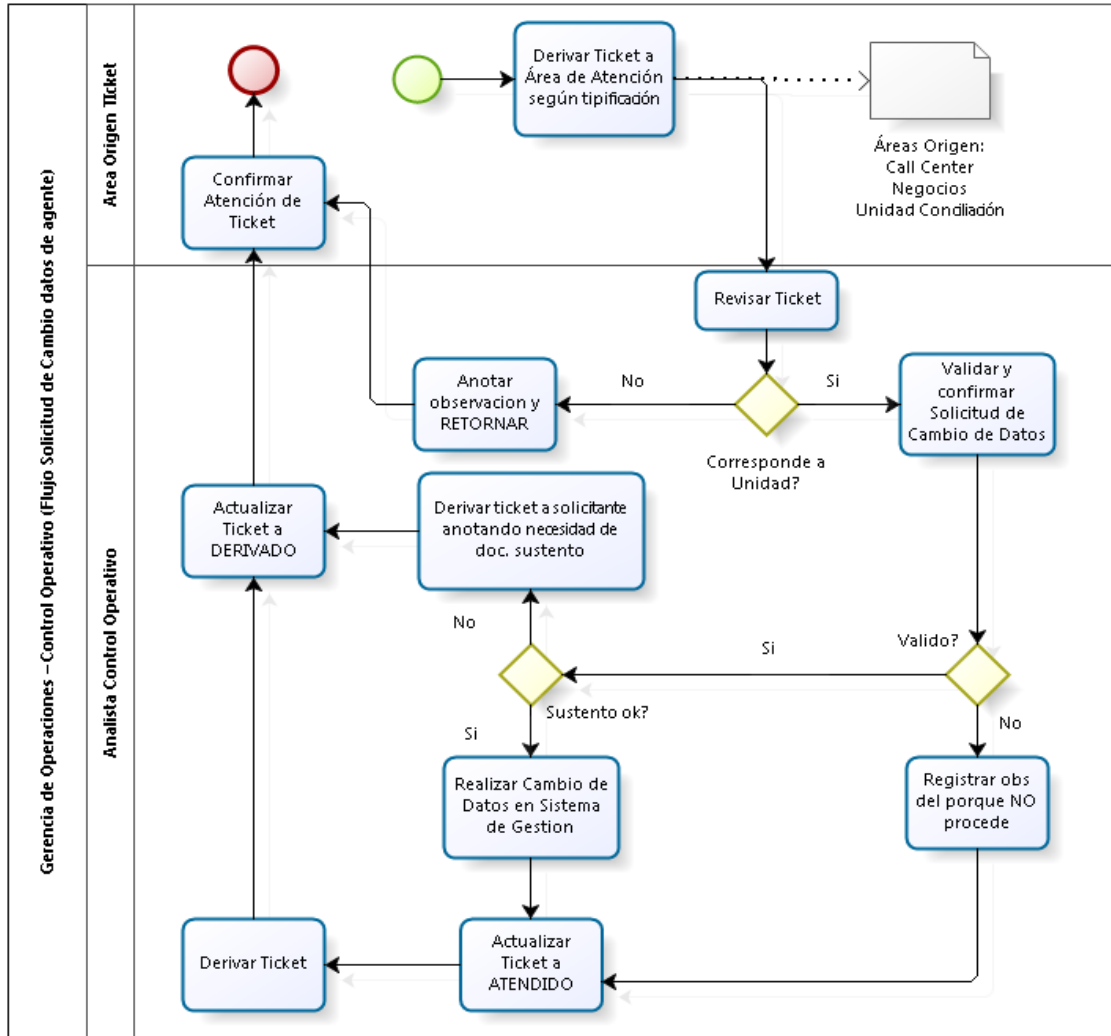 Gerencia de Operaciones – Control Operativo (Flujo Solicitud de Cambio datos de agente)
Area Origen Ticket
Derivar Ticket a
Área de Atención
según tipificación
Áreas Origen:
Call Center
Negocios
Unidad Conciliación
Confirmar
Atención de
Ticket
Analista Control Operativo
Revisar Ticket
Anotar
observacion y
RETORNAR
No
Si
Validar y
confirmar
Solicitud de
Cambio de Datos
Corresponde a
Unidad?
Actualizar
Ticket a
DERIVADO
Derivar ticket a solicitante
anotando necesidad de
doc. sustento
No
Si
Valido?
Sustento ok?
Si
No
Realizar Cambio de
Datos en Sistema
de Gestion
Registrar obs
del porque NO
procede
Derivar Ticket
Actualizar
Ticket a
ATENDIDO